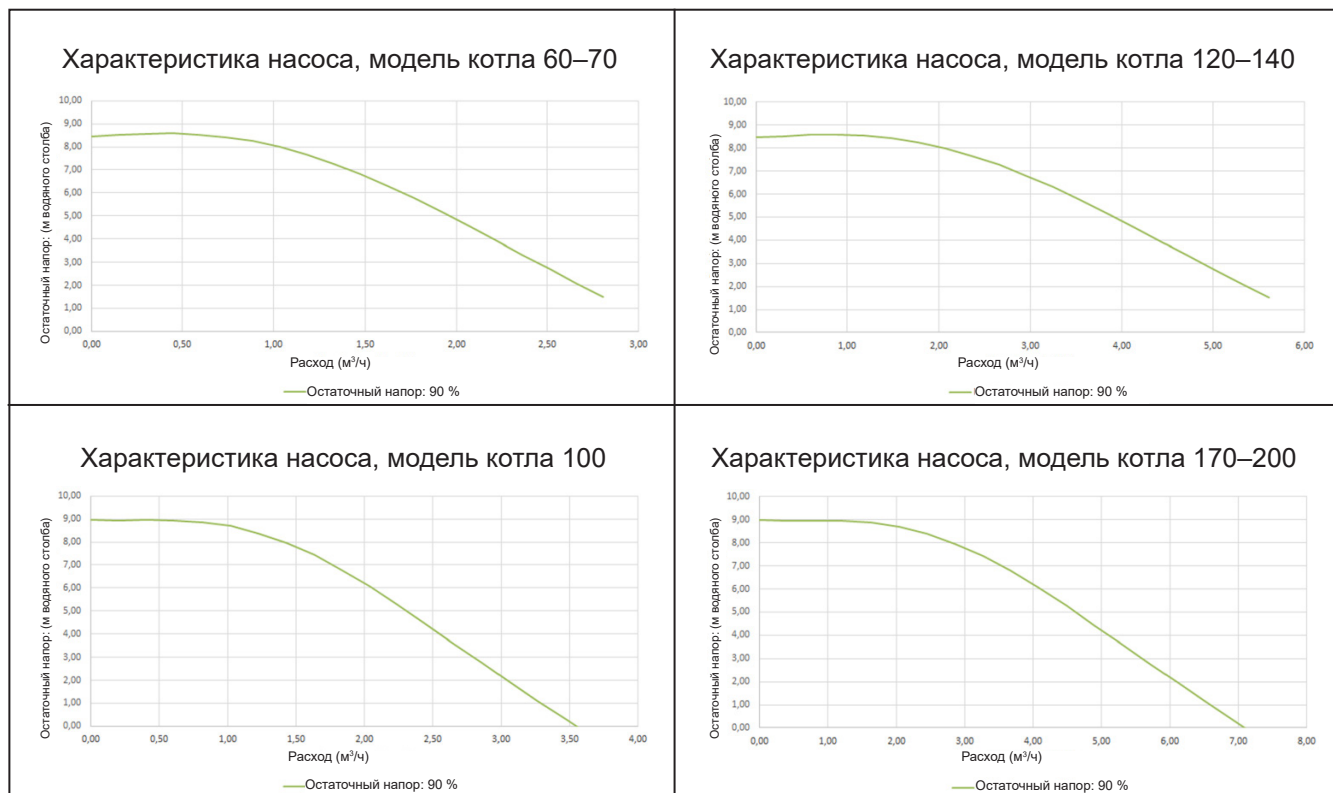 Характеристика насоса, модель котла 60–70
Остаточный напор: (м водяного столба)
10,00
9,00
8,00
7,00
6,00
5,00
4,00
3,00
2,00
1,00
0,00
0,00 0,50 1,00 1,50 2,00 2,50 3,00
Расход (м³/ч)
Остаточный напор: 90 %
Характеристика насоса, модель котла 120–140
Остаточный напор: (м водяного столба)
10,00
9,00
8,00
7,00
6,00
5,00
4,00
3,00
2,00
1,00
0,00
0,00 1,00 2,00 3,00 4,00 5,00 6,00
Расход (м³/ч)
Остаточный напор: 90 %
Характеристика насоса, модель котла 100
Остаточный напор: (м водяного столба)
10,00
9,00
8,00
7,00
6,00
5,00
4,00
3,00
2,00
1,00
0,00
0,00 0,50 1,00 1,50 2,00 2,50 3,00 3,50 4,00
Расход (м³/ч)
Остаточный напор: 90 %
Характеристика насоса, модель котла 170–200
Остаточный напор: (м водяного столба)
10,00
9,00
8,00
7,00
6,00
5,00
4,00
3,00
2,00
1,00
0,00
0,00 1,00 2,00 3,00 4,00 5,00 6,00 7,00 8,00
Расход (м³/ч)
Остаточный напор: 90 %